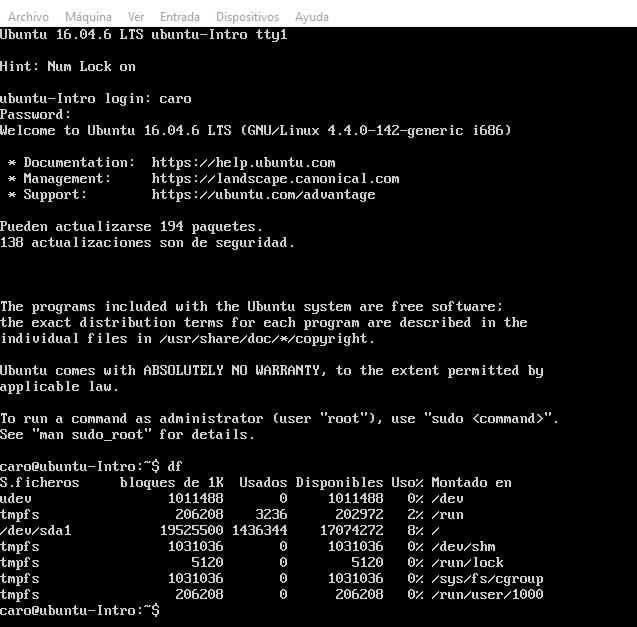 Archivo Máquina Ver Entrada Dispositivos Ayuda
Ubuntu 16.04.6 LTS ubuntu-Intro tty1
Hint: Num Lock on
ubuntu-Intro login: caro
Password:
Welcome to Ubuntu 16.04.6 LTS (GNU/Linux 4.4.0-142-generic i686)
* Documentation:  https://help.ubuntu.com
* Management:     https://landscape.canonical.com
* Support:        https://ubuntu.com/advantage
Pueden actualizarse 194 paquetes.
138 actualizaciones son de seguridad.
The programs included with the Ubuntu system are free software;
the exact distribution terms for each program are described in the
individual files in /usr/share/doc/*/copyright.
Ubuntu comes with ABSOLUTELY NO WARRANTY, to the extent permitted by
applicable law.
To run a command as administrator (user "root"), use "sudo <command>".
See "man sudo_root" for details.
caro@ubuntu-Intro:~$ df
S.ficheros     bloques de 1K  Usados Disponibles Uso% Montado en
udev                 1011488       0     1011488   0% /dev
tmpfs                 206208    3236      202972   2% /run
/dev/sda1           19525500 1436344    17074272   8% /
tmpfs                1031036       0     1031036   0% /dev/shm
tmpfs                   5120       0        5120   0% /run/lock
tmpfs                1031036       0     1031036   0% /sys/fs/cgroup
tmpfs                 206208       0      206208   0% /run/user/1000
caro@ubuntu-Intro:~$